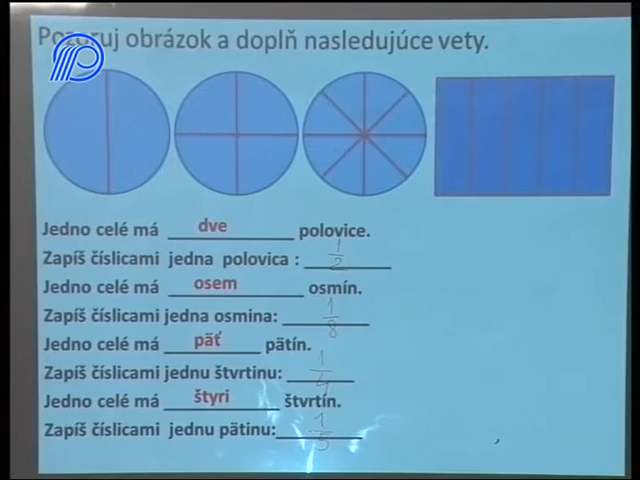 Pozoruj obrázok a doplň nasledujúce vety.
Jedno celé má dve polovice.
Zapíš číslicami jedna polovica : 1/2
Jedno celé má osem osmín.
Zapíš číslicami jedna osmina: 1/8
Jedno celé má päť pätín.
Zapíš číslicami jednu štvrtinu: 1/4
Jedno celé má štyri štvrtín.
Zapíš číslicami jednu pätinu: 1/5